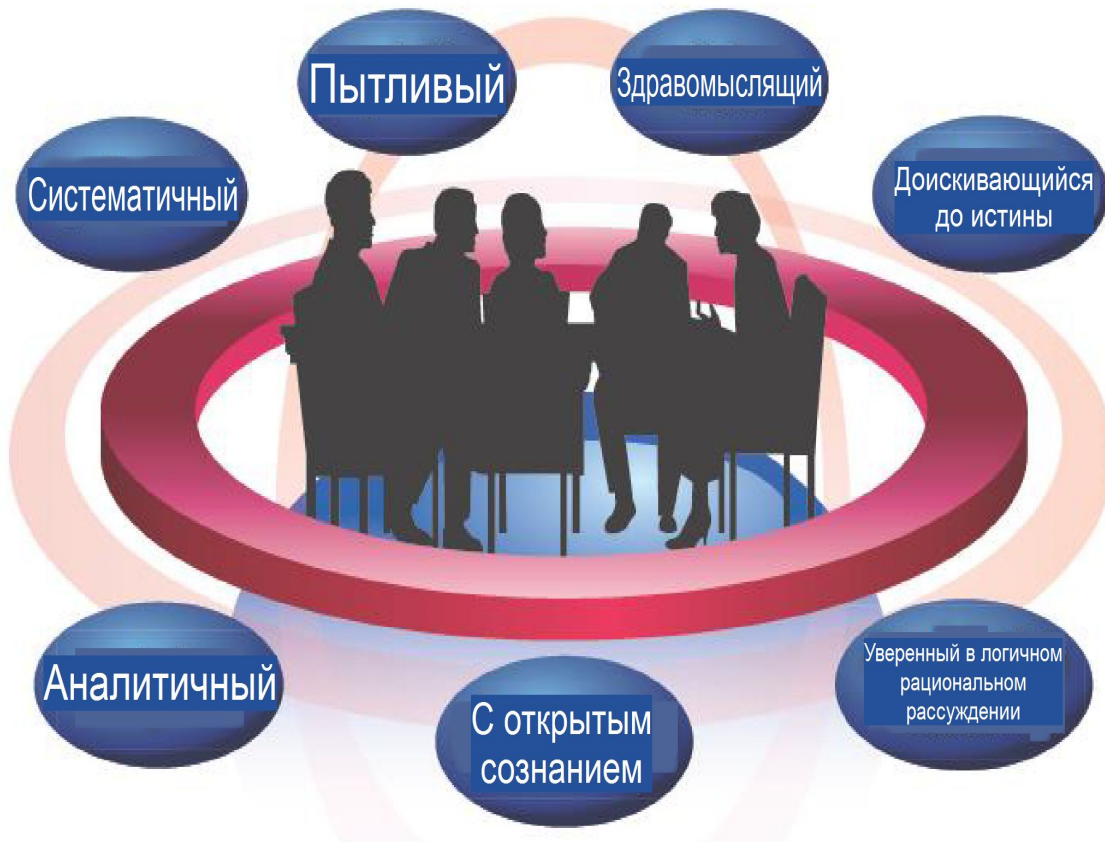 Пытливый
Здравомыслящий
Систематичный
Доискивающийся
до истины
Аналитичный
С открытым
сознанием
Уверенный в логичном
рациональном
рассуждении